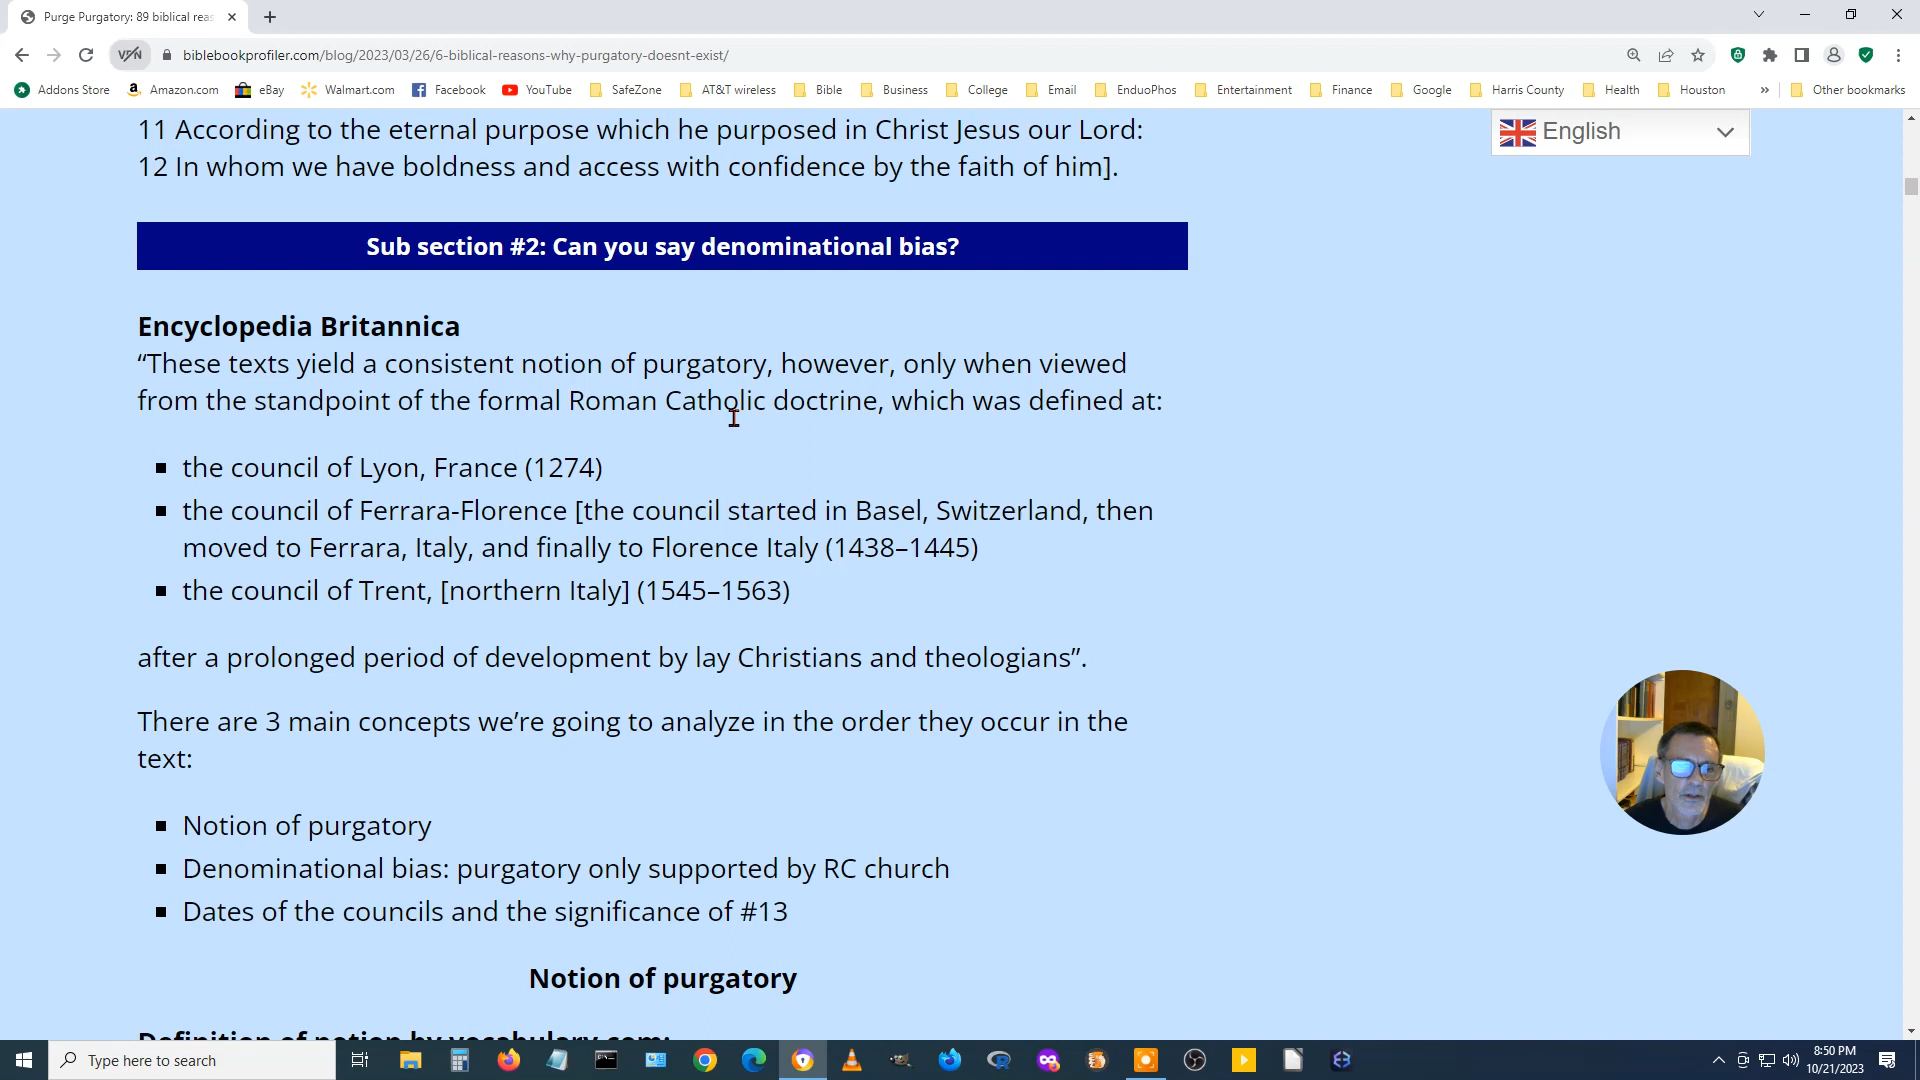 Purge Purgatory: 89 biblical reas
biblebookprofiler.com/blog/2023/03/26/6-biblical-reasons-why-purgatory-doesnt-exist/
VPN
Addons Store Amazon.com eBay Walmart.com Facebook YouTube SafeZone AT&T wireless Bible Business College Email EnduoPhos Entertainment Finance Google Harris County Health Houston » Other bookmarks
English
11 According to the eternal purpose which he purposed in Christ Jesus our Lord:
12 In whom we have boldness and access with confidence by the faith of him].
Sub section #2: Can you say denominational bias?
Encyclopedia Britannica
“These texts yield a consistent notion of purgatory, however, only when viewed
from the standpoint of the formal Roman Catholic doctrine, which was defined at:
the council of Lyon, France (1274)
the council of Ferrara-Florence [the council started in Basel, Switzerland, then
moved to Ferrara, Italy, and finally to Florence Italy (1438–1445)
the council of Trent, [northern Italy] (1545–1563)
after a prolonged period of development by lay Christians and theologians”.
There are 3 main concepts we’re going to analyze in the order they occur in the
text:
Notion of purgatory
Denominational bias: purgatory only supported by RC church
Dates of the councils and the significance of #13
Notion of purgatory
Definition of notion by vocabulary.com:
Type here to search
8:50 PM
10/21/2023